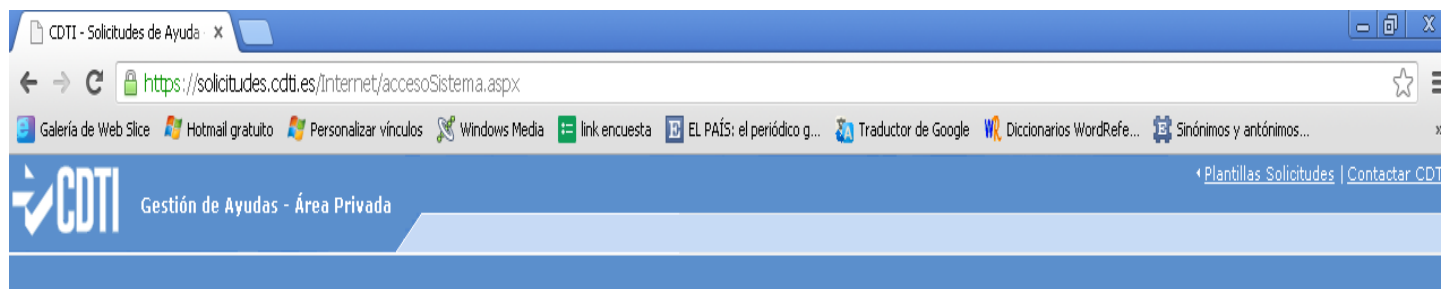 CDTI - Solicitudes de Ayuda
https://solicitudes.cdti.es/Internet/accesoSistema.aspx
Galería de Web Slice Hotmail gratuito Personalizar vínculos Windows Media link encuesta EL PAÍS: el periódico g... Traductor de Google Diccionarios WordRefe... Sinónimos y antónimos... »
Plantillas Solicitudes | Contactar CDT
CDTI Gestión de Ayudas - Área Privada